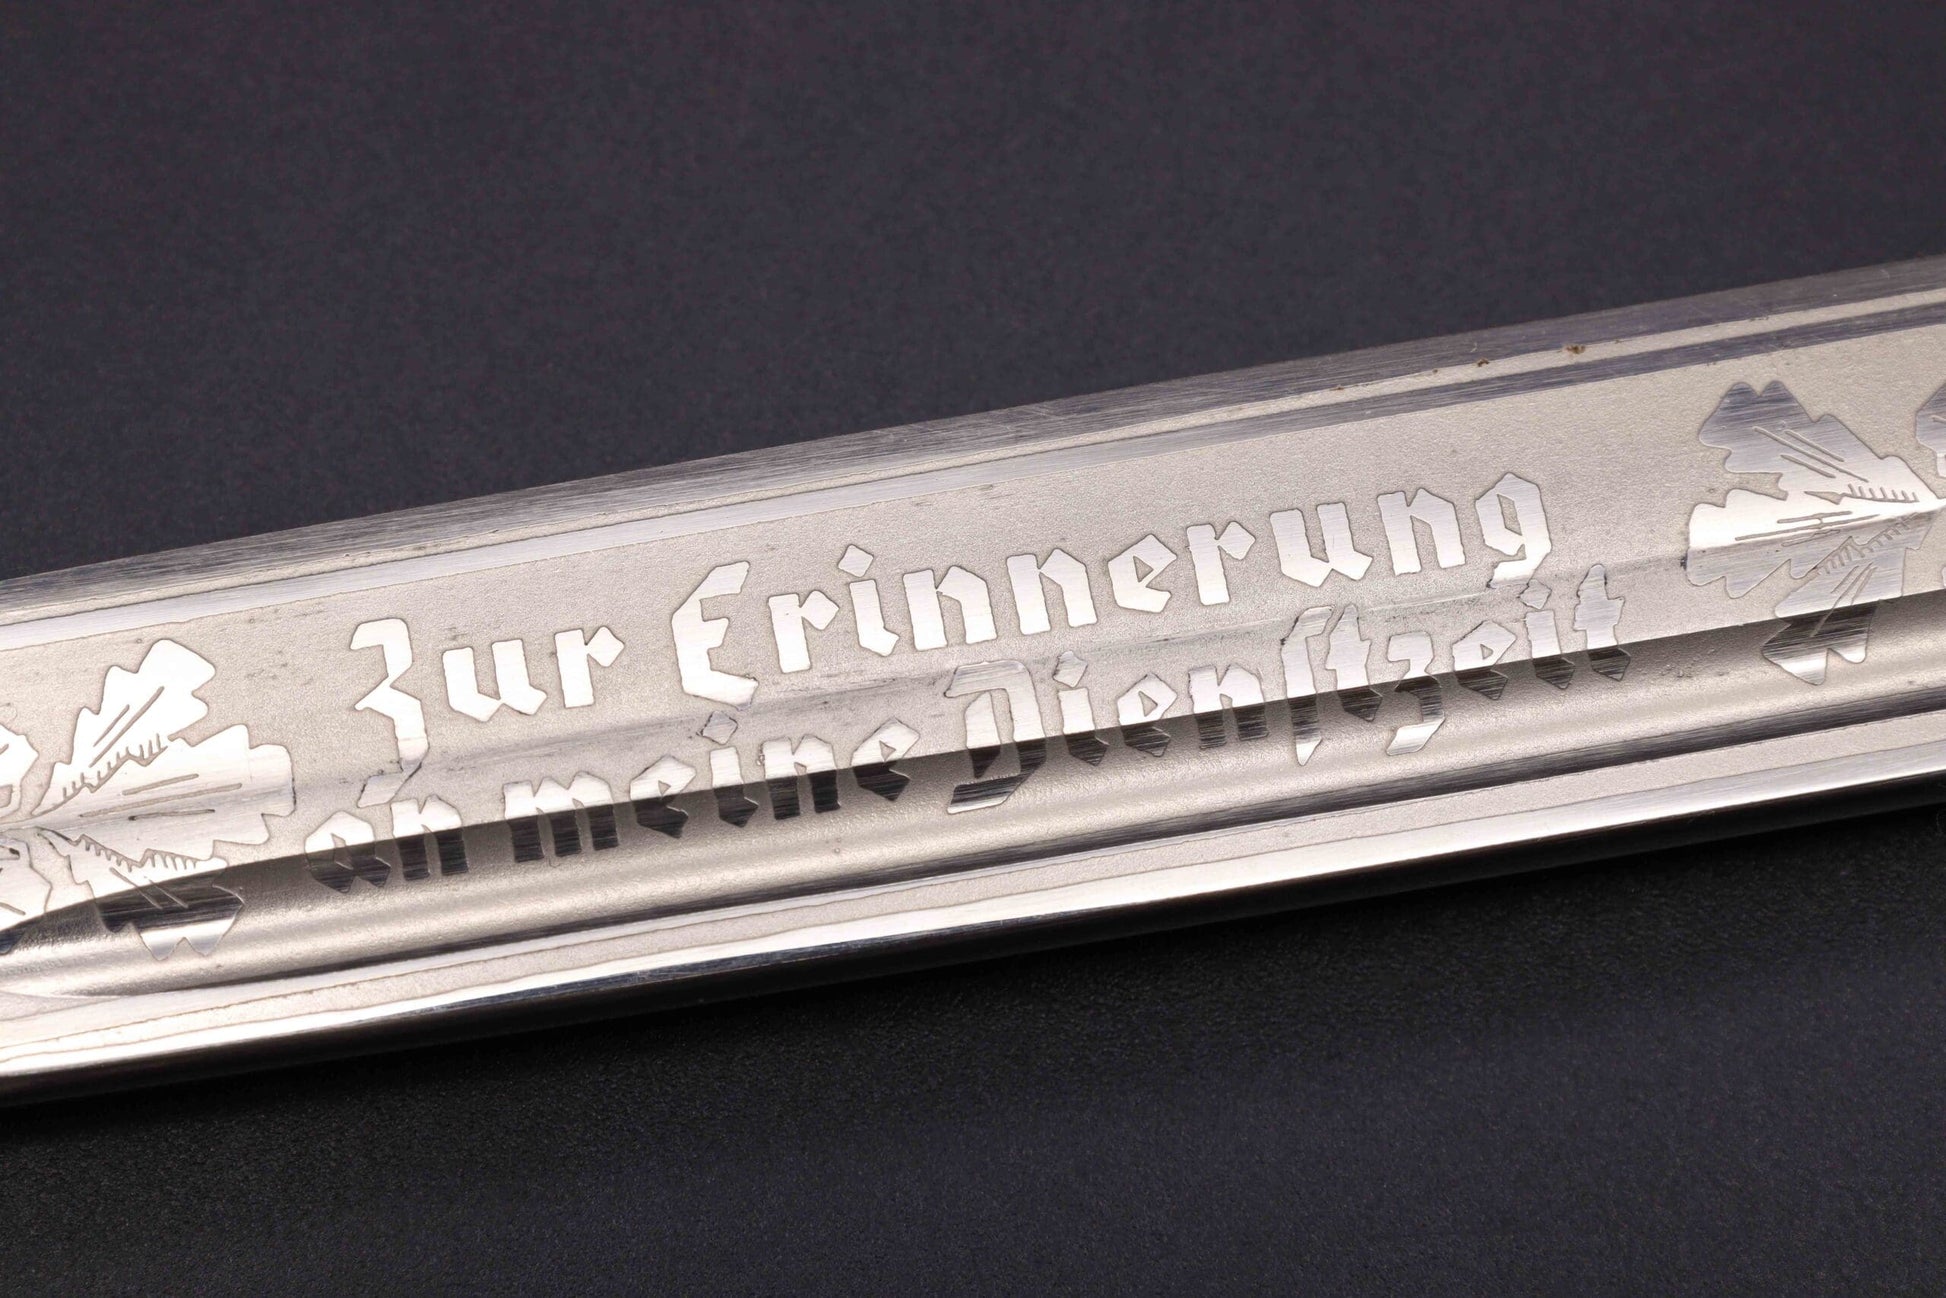 Zur Erinnerung
an meine Dienſtzeit